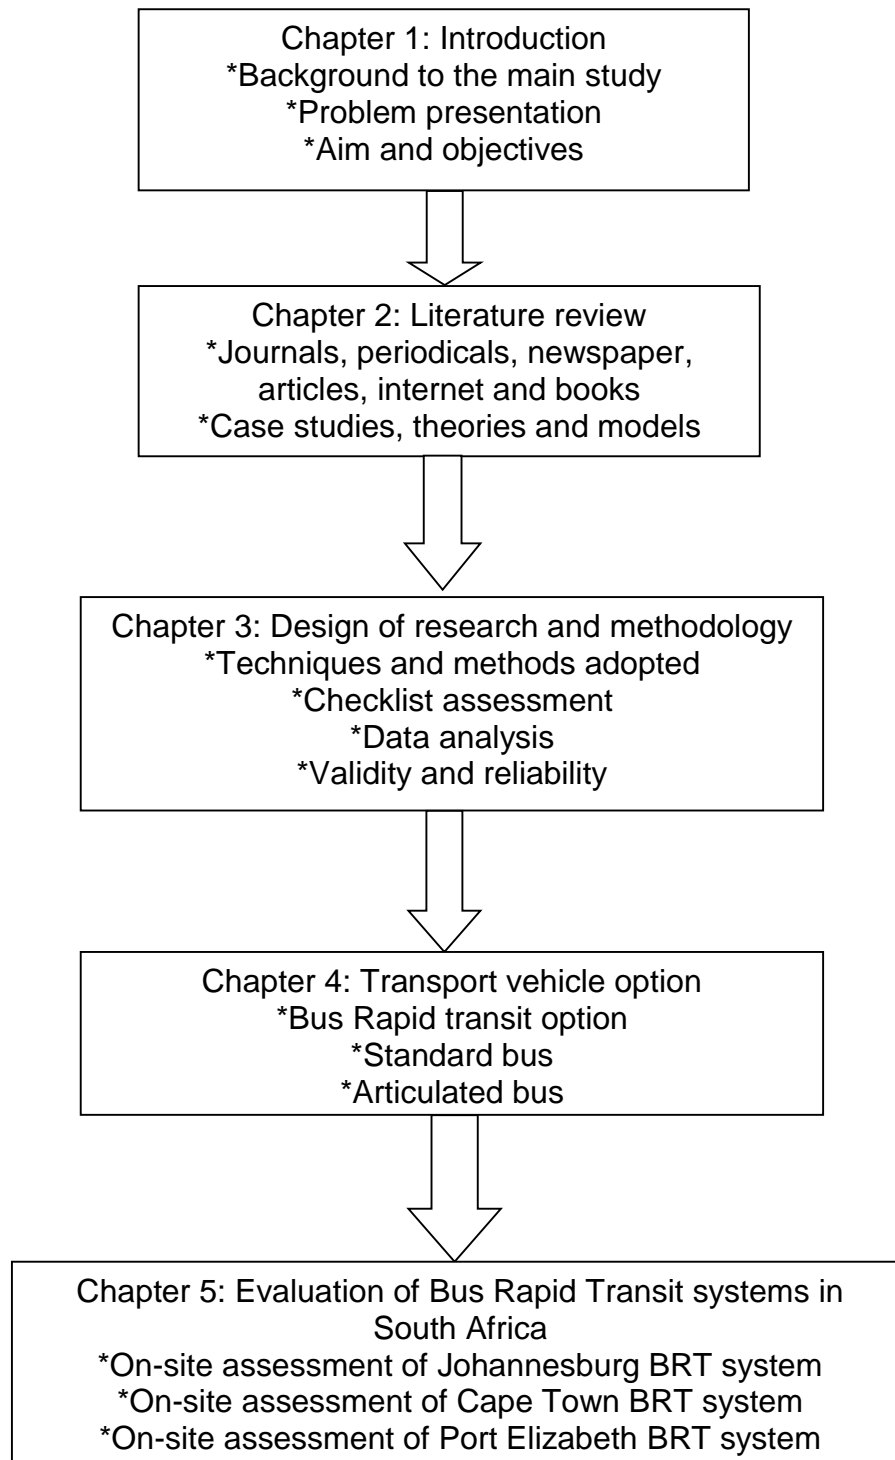 Chapter 1: Introduction
*Background to the main study
*Problem presentation
*Aim and objectives
Chapter 2: Literature review
*Journals, periodicals, newspaper,
articles, internet and books
*Case studies, theories and models
Chapter 3: Design of research and methodology
*Techniques and methods adopted
*Checklist assessment
*Data analysis
*Validity and reliability
Chapter 4: Transport vehicle option
*Bus Rapid transit option
*Standard bus
*Articulated bus
Chapter 5: Evaluation of Bus Rapid Transit systems in
South Africa
*On-site assessment of Johannesburg BRT system
*On-site assessment of Cape Town BRT system
*On-site assessment of Port Elizabeth BRT system